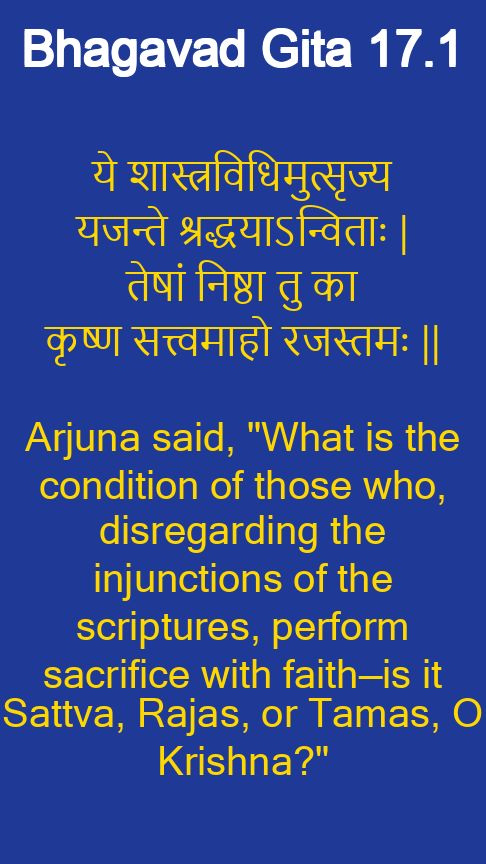 Bhagavad Gita 17.1
ये शास्त्रविधिमुत्सृज्य
यजन्ते श्रद्धयाऽन्विताः |
तेषां निष्ठा तु का
कृष्ण सत्त्वमाहो रजस्तमः ||
Arjuna said, "What is the
condition of those who,
disregarding the
injunctions of the
scriptures, perform
sacrifice with faith—is it
Sattva, Rajas, or Tamas, O
Krishna?"